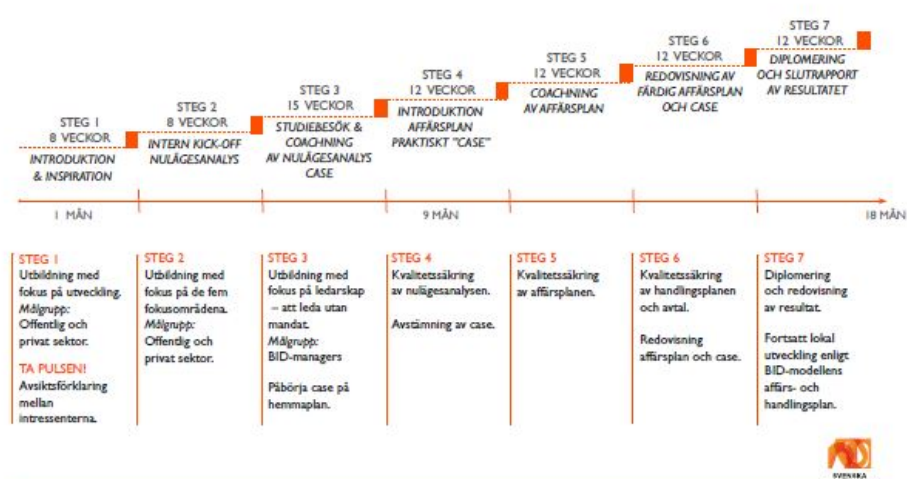 STEG 1
8 VECKOR
INTRODUKTION
& INSPIRATION
STEG 2
8 VECKOR
INTERN KICK-OFF
NULÄGESANALYS
STEG 3
15 VECKOR
STUDIEBESÖK &
COACHNING
AV NULÄGESANALYS
CASE
STEG 4
12 VECKOR
INTRODUKTION
AFFÄRSPLAN
PRAKTISKT "CASE"
STEG 5
12 VECKOR
COACHNING
AV AFFÄRSPLAN
STEG 6
12 VECKOR
REDOVISNING AV
FÄRDIG AFFÄRSPLAN
OCH CASE
STEG 7
12 VECKOR
DIPLOMERING
OCH SLUTRAPPORT
AV RESULTATET
1 MÅN
9 MÅN
18 MÅN
STEG 1
Utbildning med
fokus på utveckling.
Målgrupp:
Offentlig och
privat sektor.
TA PULSEN!
Avsiktsförklaring
mellan
intressenterna.
STEG 2
Utbildning med
fokus på de fem
fokusområdena.
Målgrupp:
Offentlig och
privat sektor.
STEG 3
Utbildning med
fokus på ledarskap
– att leda utan
mandat.
Målgrupp:
BID-managers
Påbörja case på
hemmaplan.
STEG 4
Kvalitetssäkring
av nulägesanalysen.
Avstämning av case.
STEG 5
Kvalitetssäkring
av affärsplanen.
STEG 6
Kvalitetssäkring
av handlingsplanen
och avtal.
Redovisning
affärsplan och case.
STEG 7
Diplomering
och redovisning
av resultat.
Fortsatt lokal
utveckling enligt
BID-modellens
affärs- och
handlingsplan.
SVENSKA